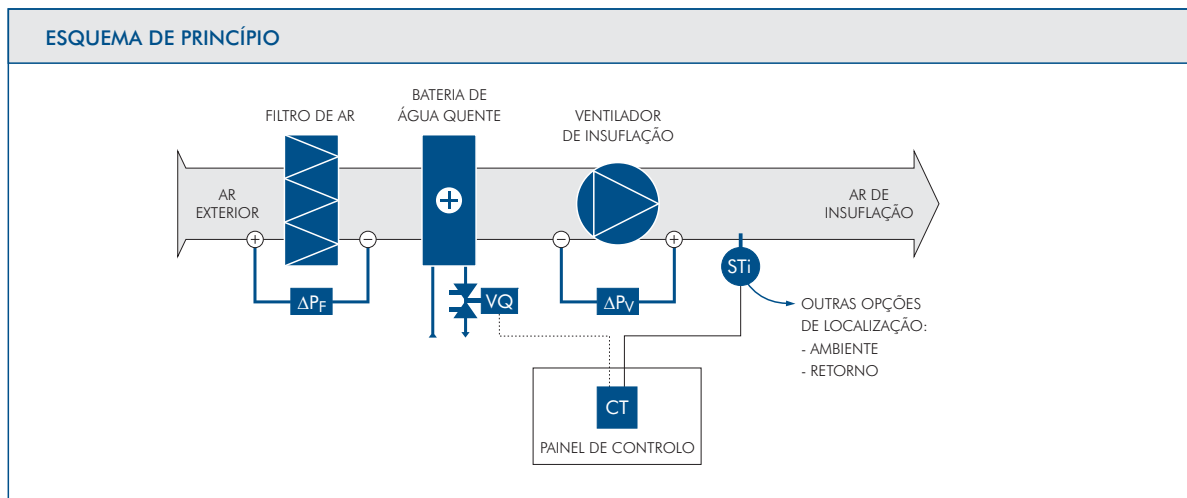 ESQUEMA DE PRINCÍPIO
FILTRO DE AR
BATERIA DE
ÁGUA QUENTE
VENTILADOR
DE INSUFLAÇÃO
AR
EXTERIOR
AR DE
INSUFLAÇÃO
+
−
+
−
+
ΔPF
VQ
ΔPV
STi
OUTRAS OPÇÕES
DE LOCALIZAÇÃO:
- AMBIENTE
- RETORNO
CT
PAINEL DE CONTROLO